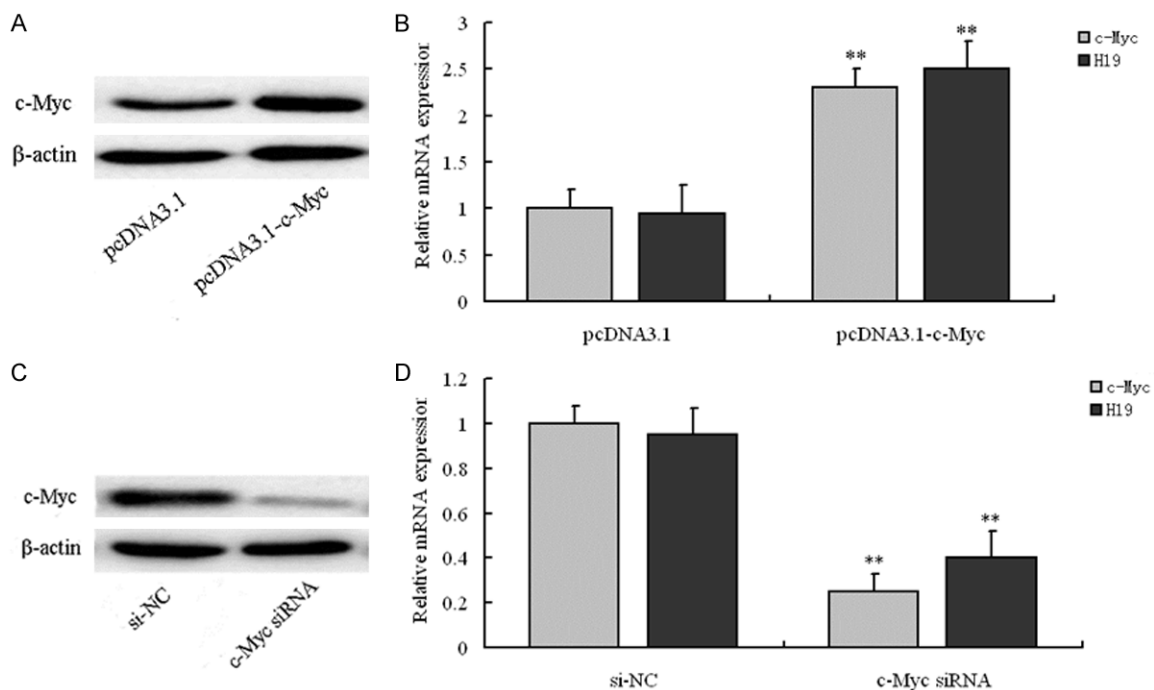 A
c-Myc
β-actin
pcDNA3.1
pcDNA3.1-c-Myc
B
Relative mRNA expression
3
2.5
2
1.5
1
0.5
0
**
**
pcDNA3.1
pcDNA3.1-c-Myc
c-Myc
H19
C
c-Myc
β-actin
si-NC
c-Myc siRNA
D
Relative mRNA expression
1.2
1
0.8
0.6
0.4
0.2
0
**
**
si-NC
c-Myc siRNA
c-Myc
H19